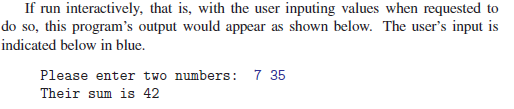 If run interactively, that is, with the user inputing values when requested to
do so, this program's output would appear as shown below. The user's input is
indicated below in blue.
Please enter two numbers: 7 35
Their sum is 42